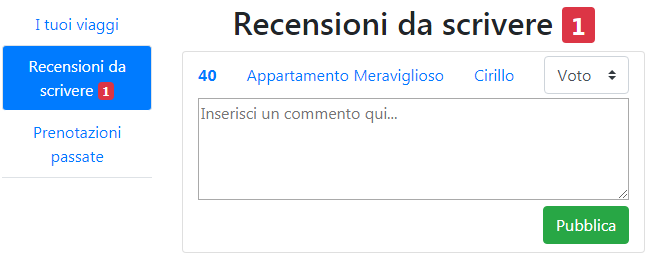 I tuoi viaggi
Recensioni da
scrivere 1
Prenotazioni
passate
Recensioni da scrivere 1
40 Appartamento Meraviglioso Cirillo Voto
Inserisci un commento qui...
Pubblica